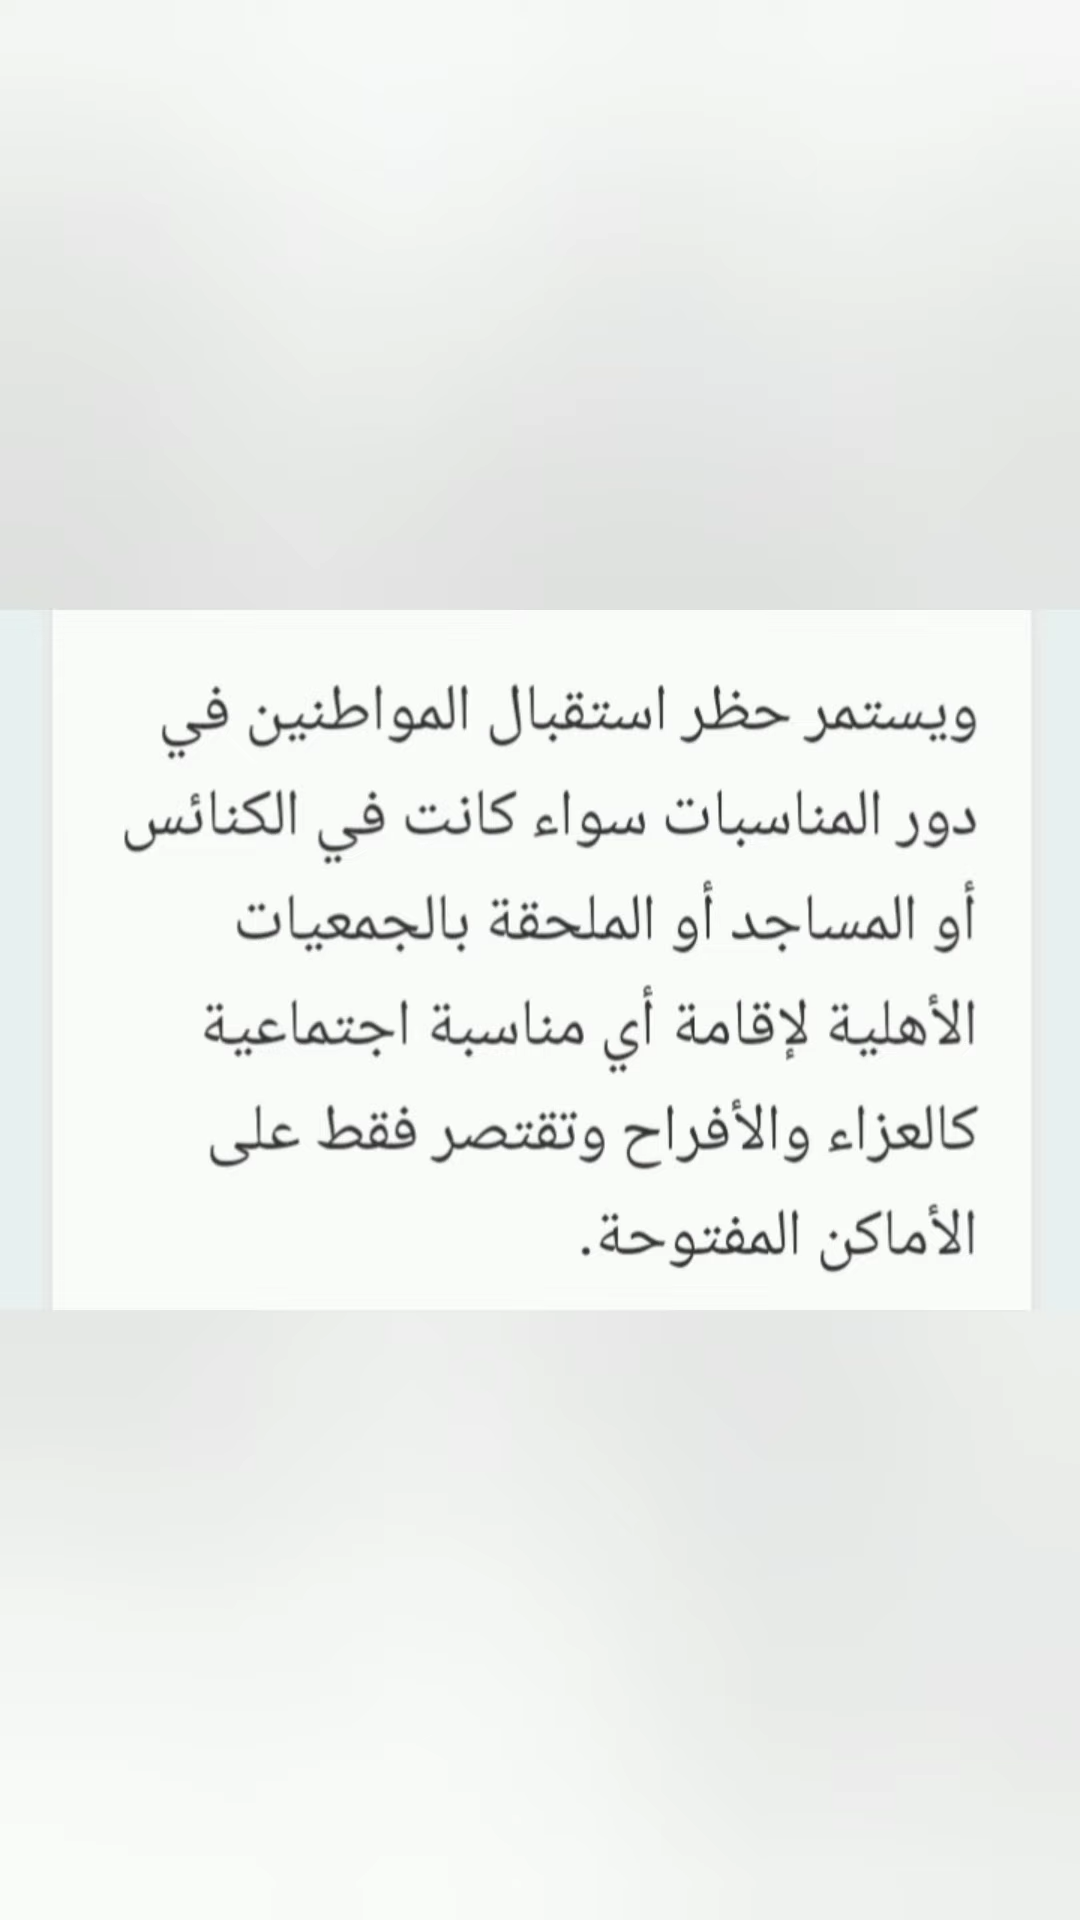 ويستمر حظر استقبال المواطنين في
دور المناسبات سواء كانت في الكنائس
أو المساجد أو الملحقة بالجمعيات
الأهلية لإقامة أي مناسبة اجتماعية
كالعزاء والأفراح وتقتصر فقط على
الأماكن المفتوحة.